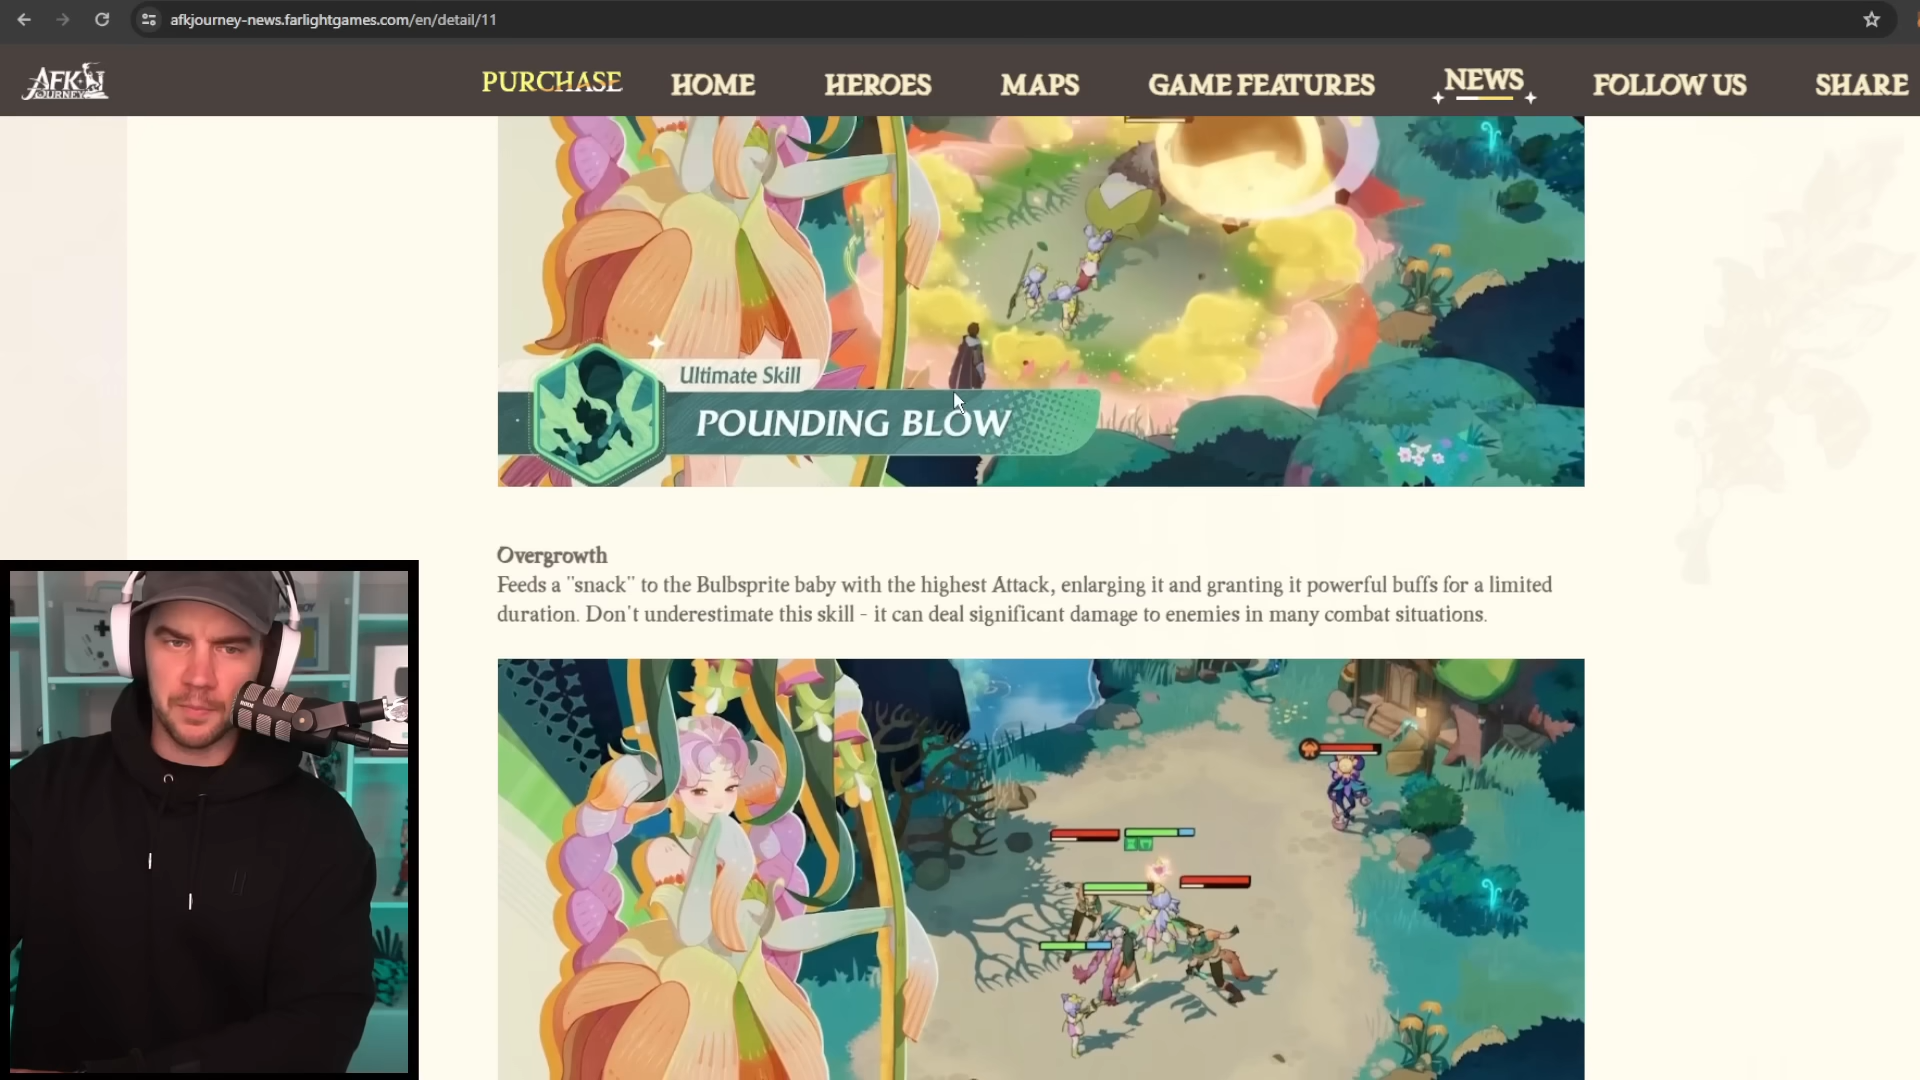 afkjourney-news.farlightgames.com/en/detail/11
AFK JOURNEY
PURCHASE
HOME
HEROES
MAPS
GAME FEATURES
NEWS
FOLLOW US
SHARE
Ultimate Skill
POUNDING BLOW
Overgrowth
Feeds a "snack" to the Bulbsprite baby with the highest Attack, enlarging it and granting it powerful buffs for a limited
duration. Don't underestimate this skill - it can deal significant damage to enemies in many combat situations.
RODE